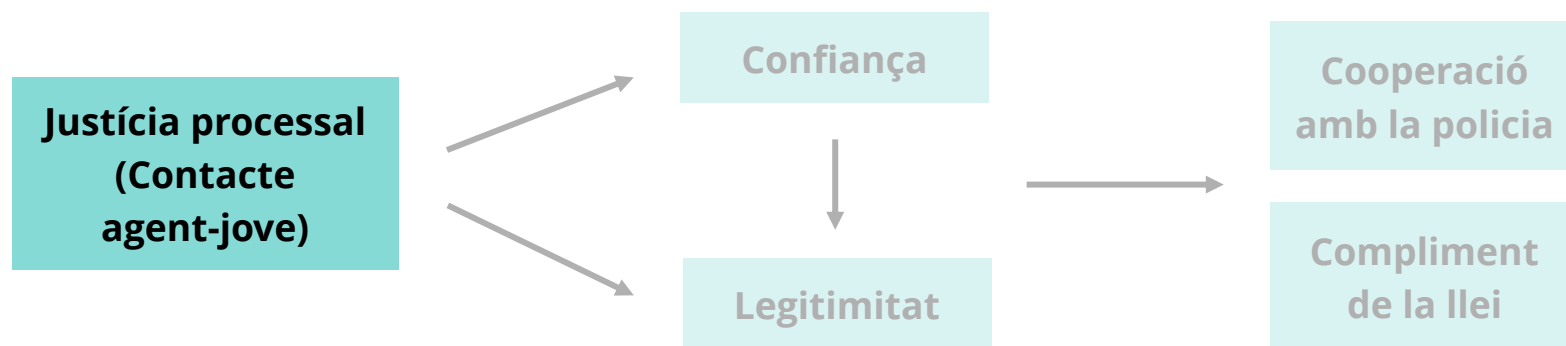 Justícia processal
(Contacte
agent-jove)
Confiança
Legitimitat
Cooperació
amb la policia
Compliment
de la llei